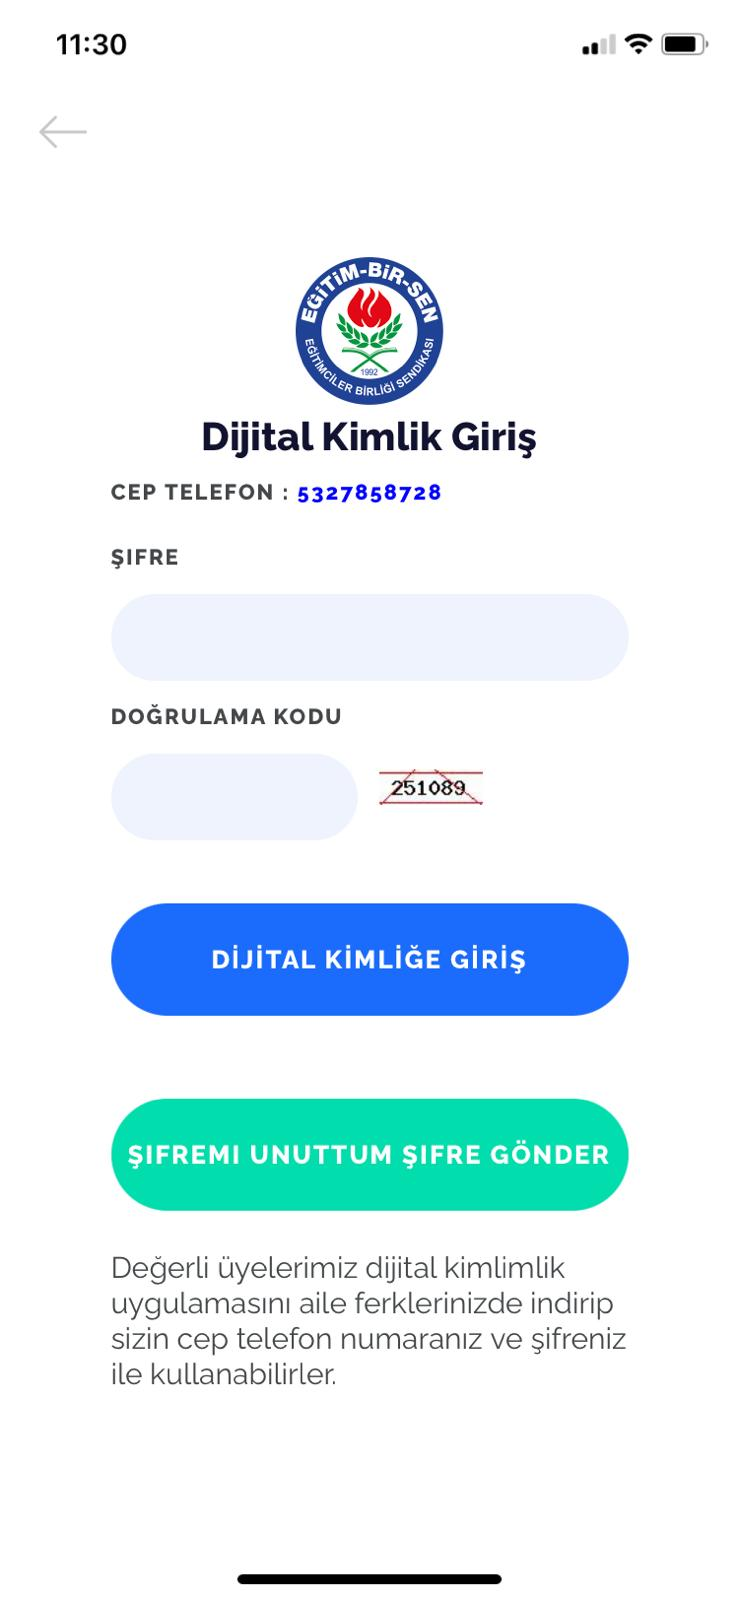 11:30
EĞİTİM-BİR-SEN
EĞİTİMCİLER BİRLİĞİ SENDİKASI
1992
Dijital Kimlik Giriş
CEP TELEFON : 5327858728
ŞIFRE
DOĞRULAMA KODU
251089
DİJİTAL KİMLİĞE GİRİŞ
ŞIFREMI UNUTTUM ŞIFRE GÖNDER
Değerli üyelerimiz dijital kimlimlik
uygulamasını aile ferklerinizde indirip
sizin cep telefon numaranız ve şifreniz
ile kullanabilirler.